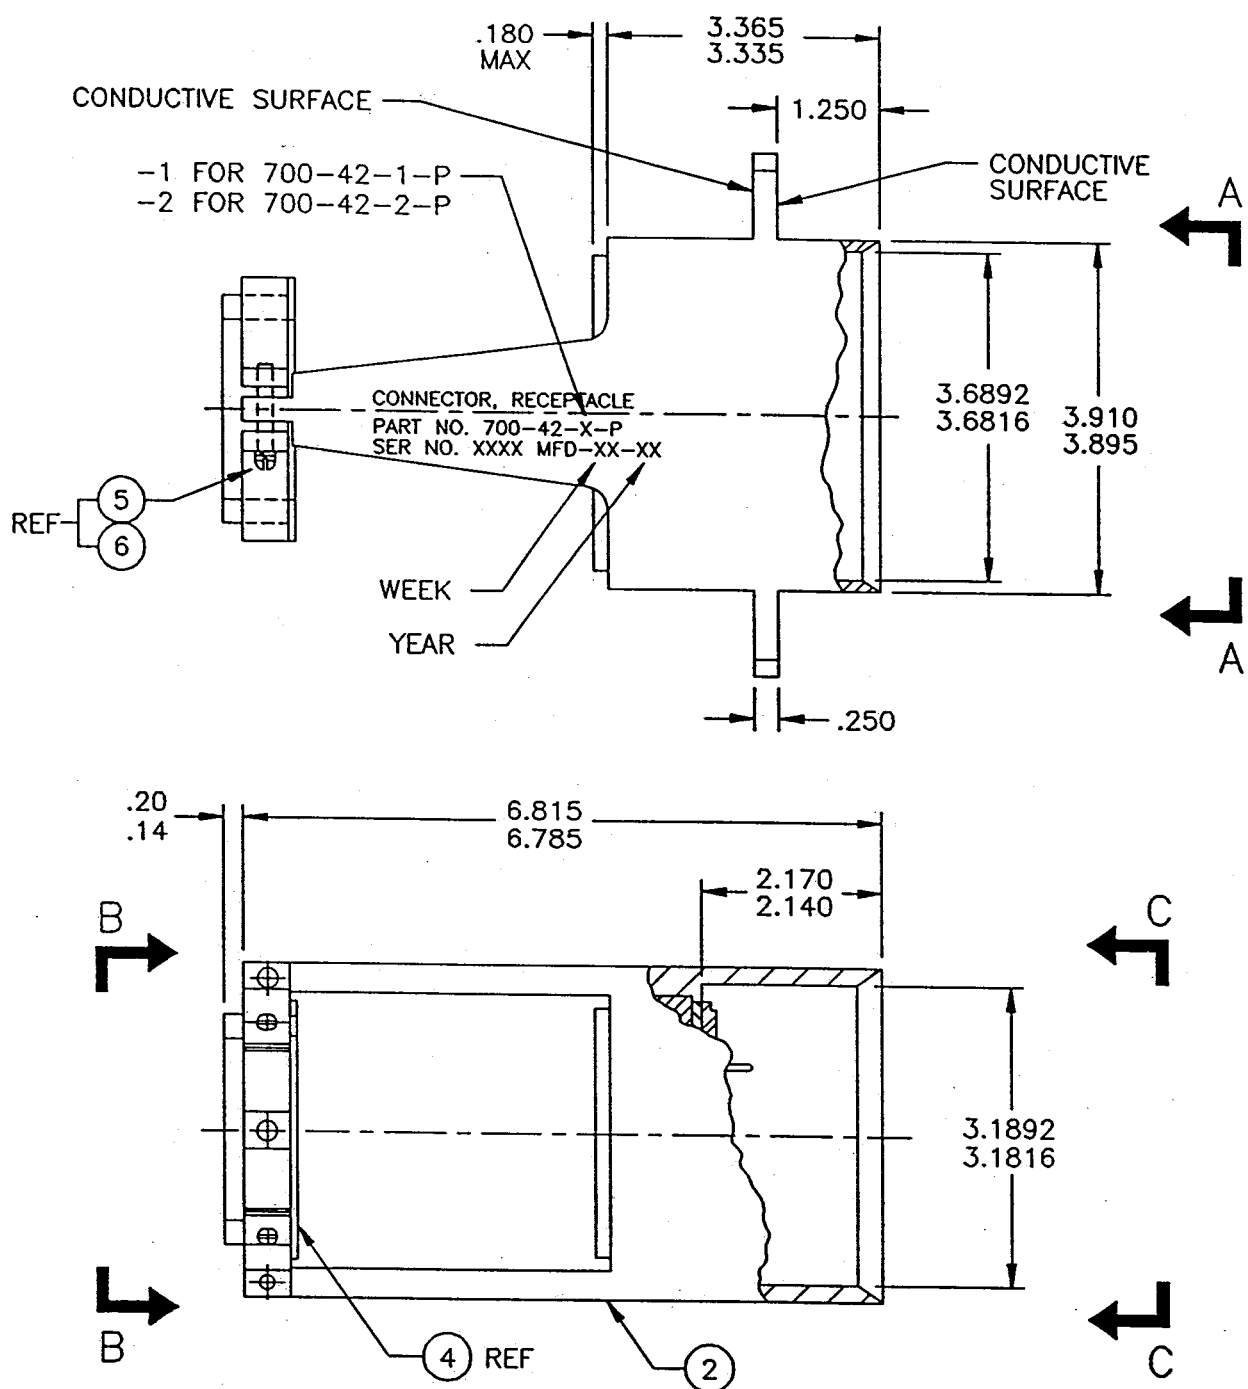 .180
MAX
3.365
3.335
1.250
CONDUCTIVE SURFACE
-1 FOR 700-42-1-P
-2 FOR 700-42-2-P
CONDUCTIVE
SURFACE
A
CONNECTOR, RECEPTACLE
PART NO. 700-42-X-P
SER NO. XXXX MFD-XX-XX
3.6892
3.6816
3.910
3.895
REF
5
6
WEEK
YEAR
A
.250
.20
.14
6.815
6.785
2.170
2.140
B
C
3.1892
3.1816
B
4 REF
2
C